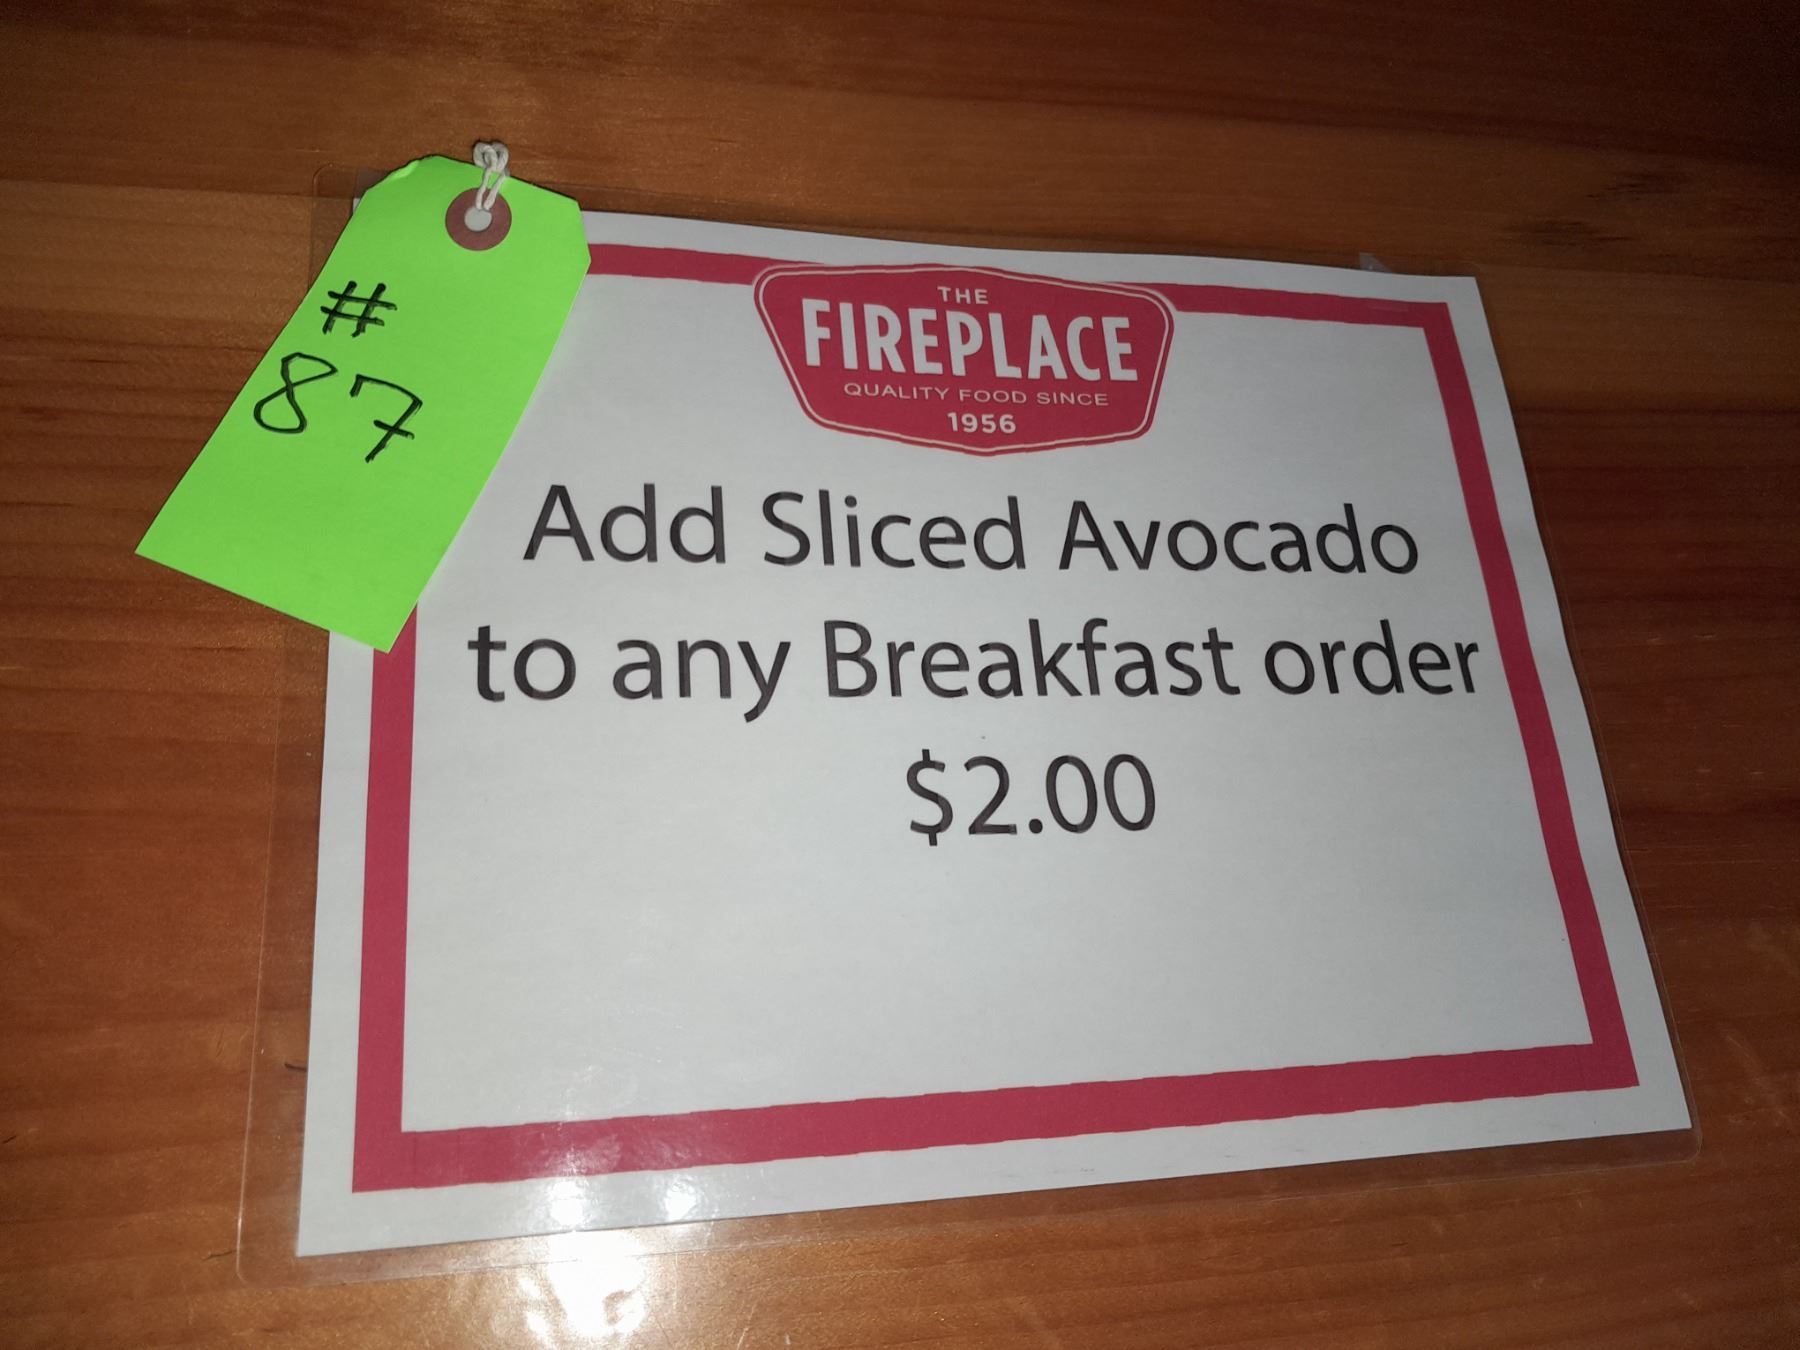 #
87
THE
FIREPLACE
QUALITY FOOD SINCE
1956
Add Sliced Avocado
to any Breakfast order
$2.00